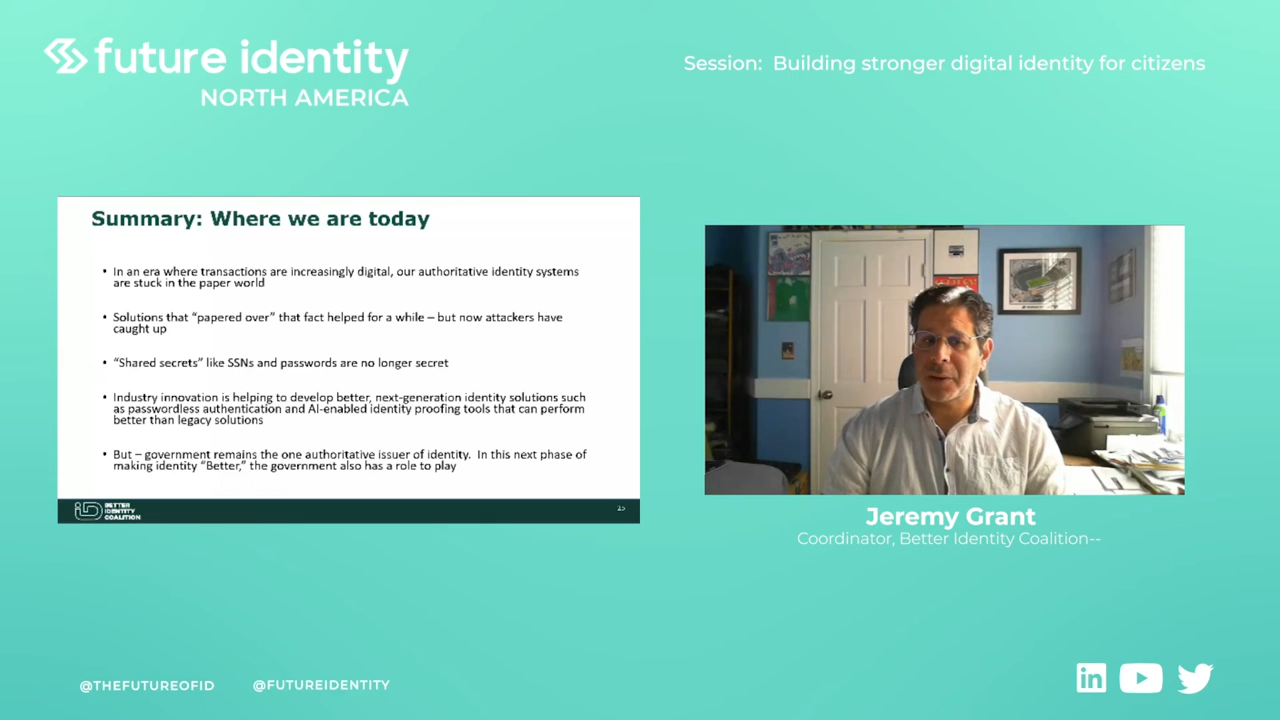 future identity
NORTH AMERICA
Session: Building stronger digital identity for citizens
Summary: Where we are today
• In an era where transactions are increasingly digital, our authoritative identity systems
are stuck in the paper world
• Solutions that “papered over” that fact helped for a while – but now attackers have
caught up
• “Shared secrets” like SSNs and passwords are no longer secret
• Industry innovation is helping to develop better, next-generation identity solutions such
as passwordless authentication and AI-enabled identity proofing tools that can perform
better than legacy solutions
• But – government remains the one authoritative issuer of identity. In this next phase of
making identity “Better,” the government also has a role to play
BETTER
IDENTITY
COALITION
Jeremy Grant
Coordinator, Better Identity Coalition--
@THEFUTUREOFID
@FUTUREIDENTITY
in